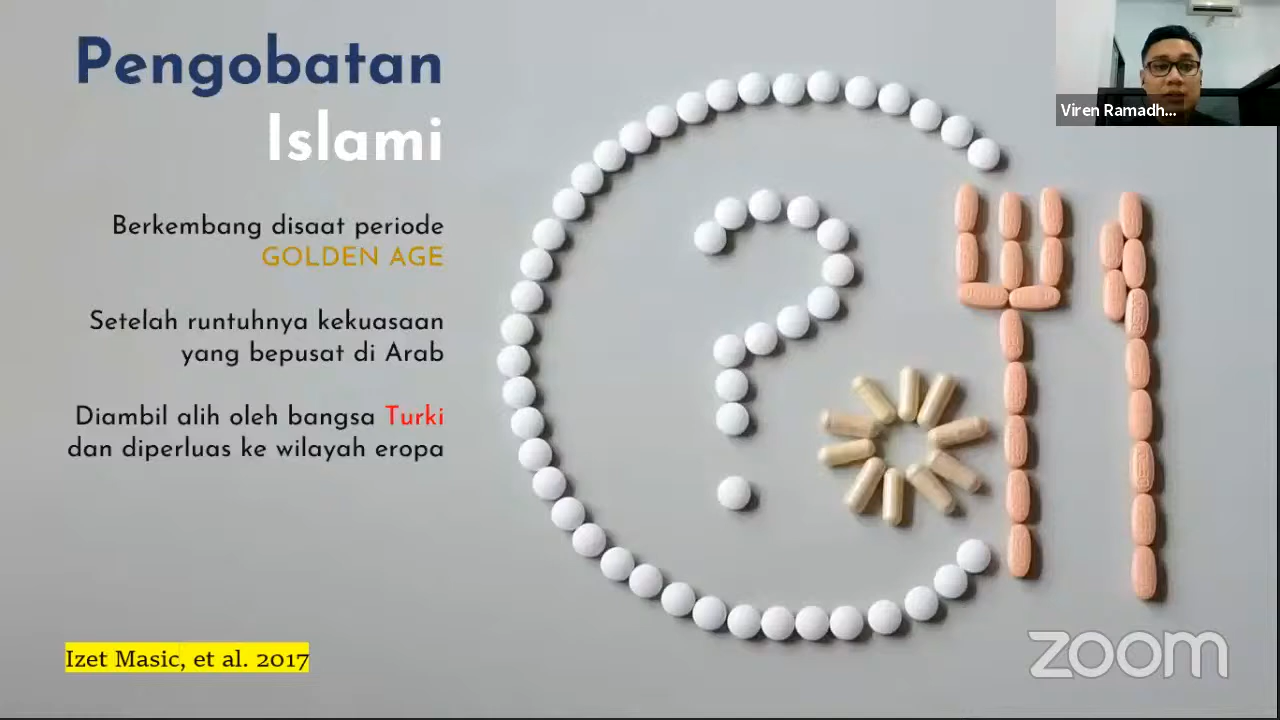 Pengobatan
Islami
Berkembang disaat periode
GOLDEN AGE
Setelah runtuhnya kekuasaan
yang bepusat di Arab
Diambil alih oleh bangsa Turki
dan diperluas ke wilayah eropa
Izet Masic, et al. 2017
Viren Ramadh...
zoom